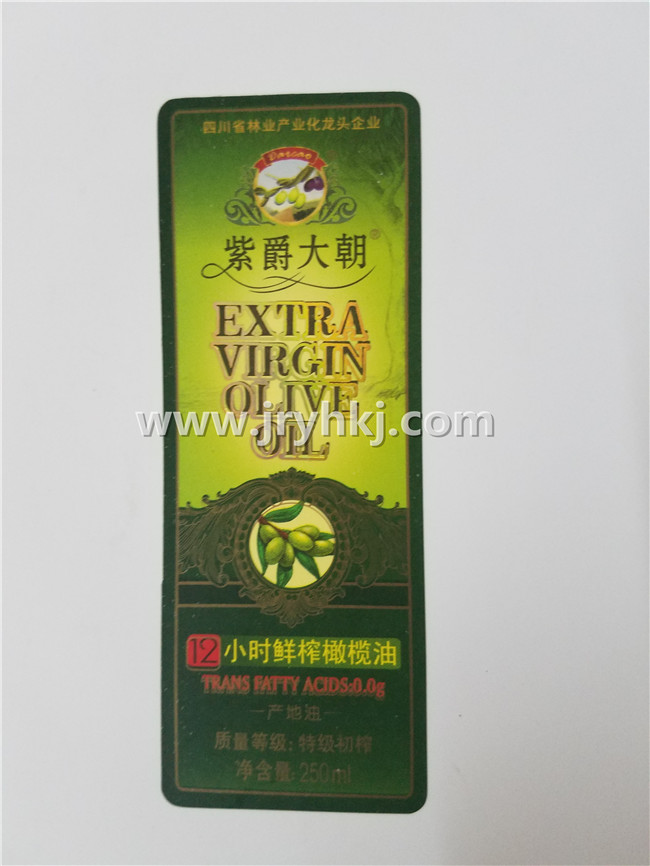 四川省林业产业化龙头企业
紫爵大朝®
EXTRA
VIRGIN
OLIVE
OIL
www.jryhkj.com
12小时鲜榨橄榄油
TRANS FATTY ACIDS:0.0g
产地油
质量等级: 特级初榨
净含量: 250ml